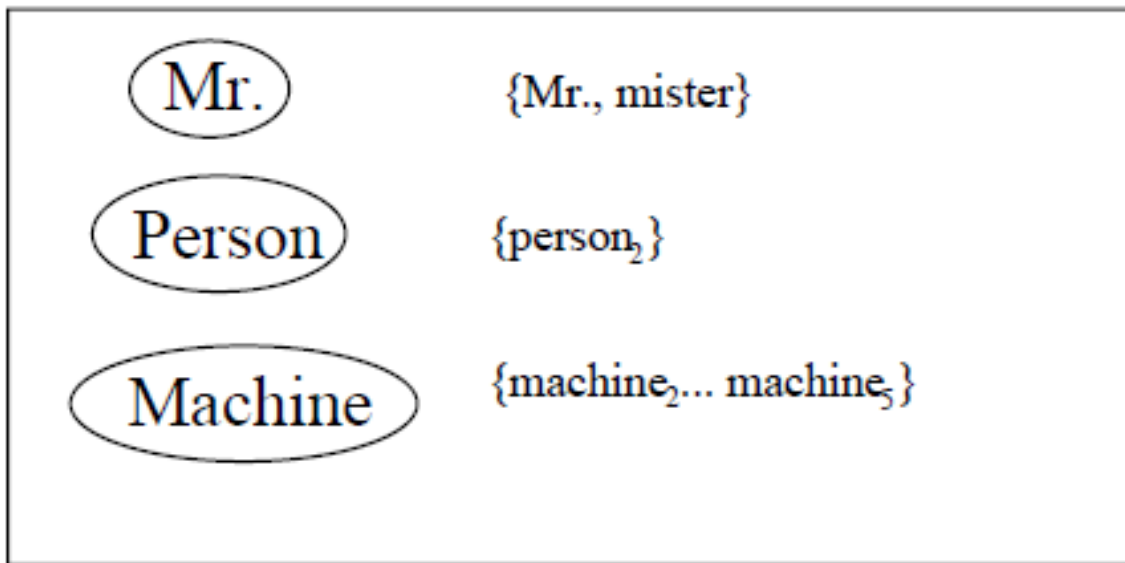 Mr. {Mr., mister}
Person {person₂}
Machine {machine₂... machine₅}